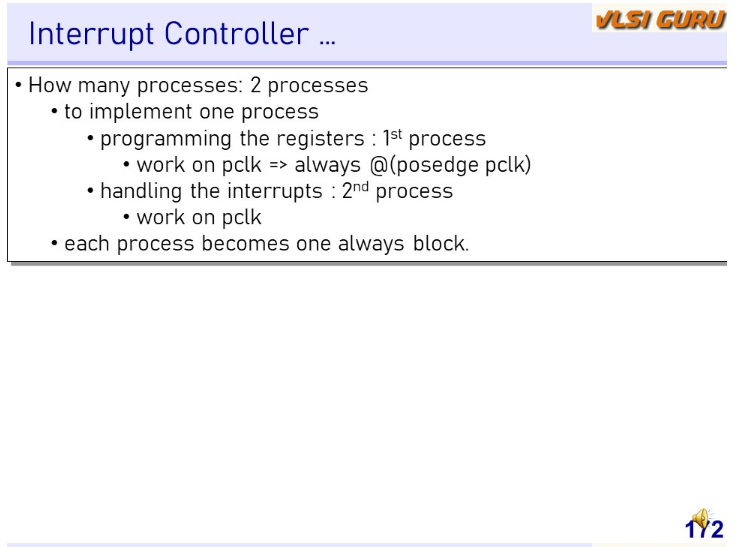 Interrupt Controller ...
VLSI GURU
• How many processes: 2 processes
• to implement one process
• programming the registers : 1st process
• work on pclk => always @(posedge pclk)
• handling the interrupts : 2nd process
• work on pclk
• each process becomes one always block.